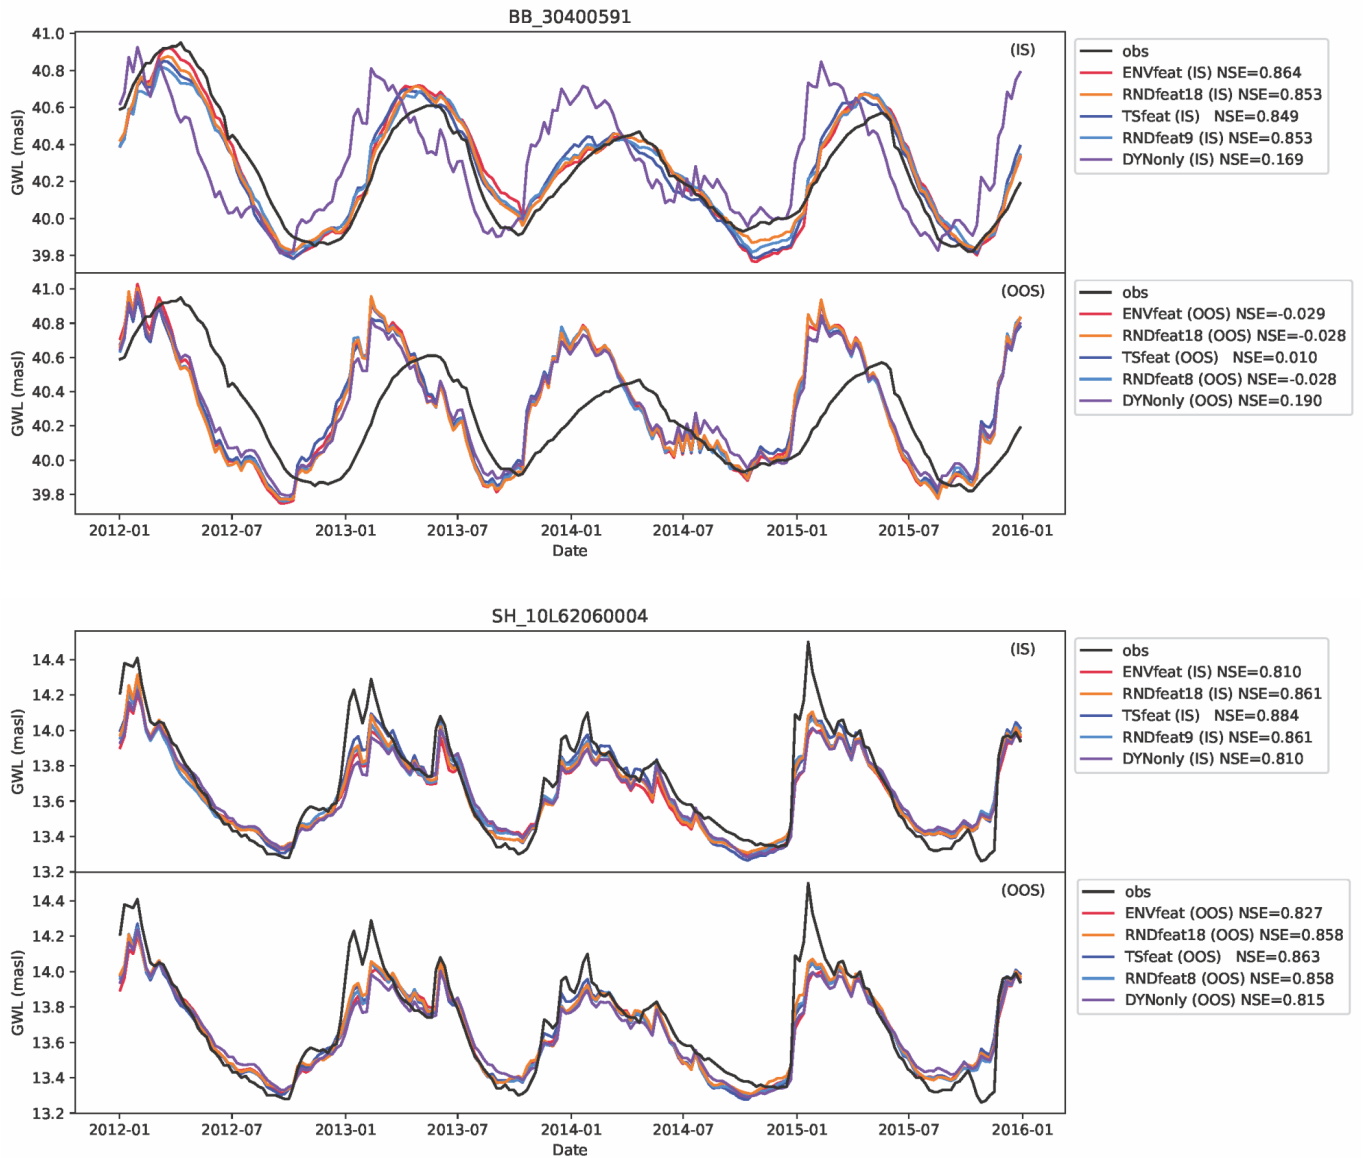 BB_30400591
41.0
40.8
40.6
40.4
40.2
40.0
39.8
GWL (masl)
(IS)
obs
ENVfeat (IS) NSE=0.864
RNDfeat18 (IS) NSE=0.853
TSfeat (IS) NSE=0.849
RNDfeat9 (IS) NSE=0.853
DYNonly (IS) NSE=0.169
41.0
40.8
40.6
40.4
40.2
40.0
39.8
GWL (masl)
(OOS)
obs
ENVfeat (OOS) NSE=-0.029
RNDfeat18 (OOS) NSE=-0.028
TSfeat (OOS) NSE=0.010
RNDfeat8 (OOS) NSE=-0.028
DYNonly (OOS) NSE=0.190
2012-01 2012-07 2013-01 2013-07 2014-01 2014-07 2015-01 2015-07 2016-01
Date
SH_10L62060004
14.4
14.2
14.0
13.8
13.6
13.4
13.2
GWL (masl)
(IS)
obs
ENVfeat (IS) NSE=0.810
RNDfeat18 (IS) NSE=0.861
TSfeat (IS) NSE=0.884
RNDfeat9 (IS) NSE=0.861
DYNonly (IS) NSE=0.810
14.4
14.2
14.0
13.8
13.6
13.4
13.2
GWL (masl)
(OOS)
obs
ENVfeat (OOS) NSE=0.827
RNDfeat18 (OOS) NSE=0.858
TSfeat (OOS) NSE=0.863
RNDfeat8 (OOS) NSE=0.858
DYNonly (OOS) NSE=0.815
2012-01 2012-07 2013-01 2013-07 2014-01 2014-07 2015-01 2015-07 2016-01
Date